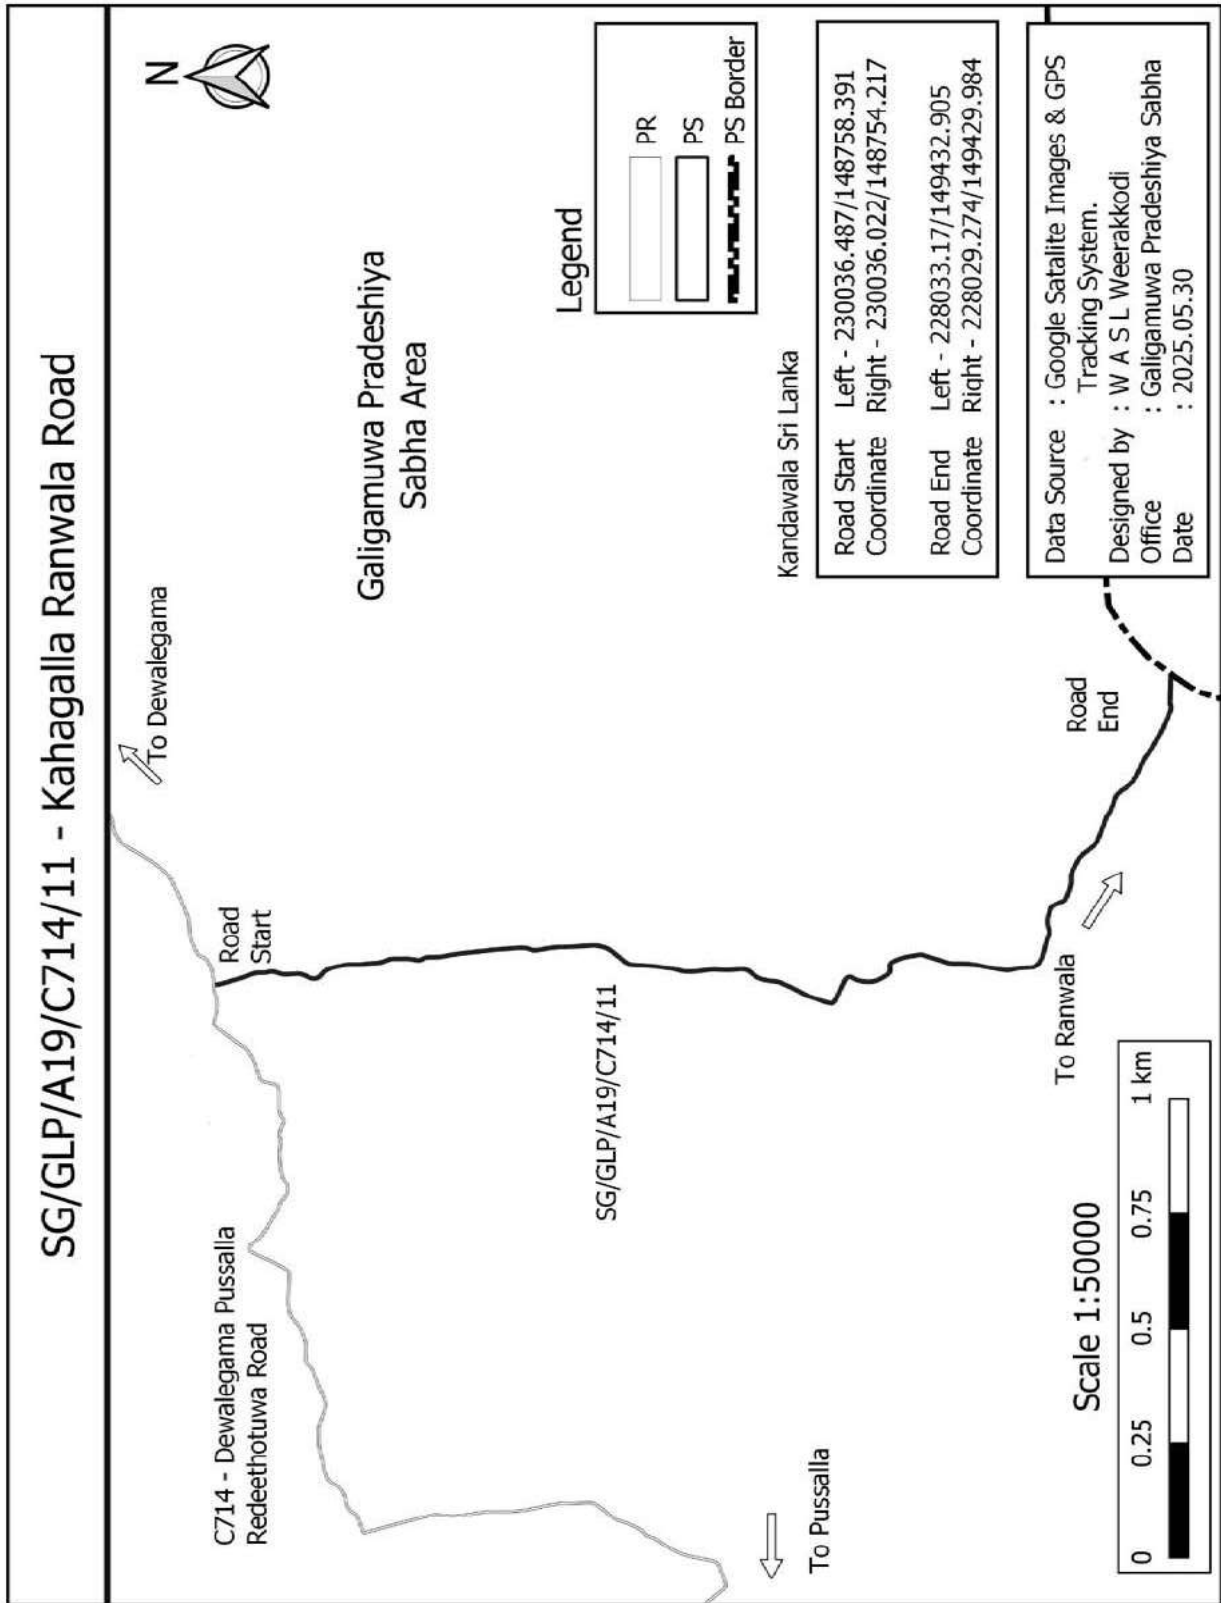 SG/GLP/A19/C714/11 - Kahagalla Ranwala Road
N
To Dewalegama
Road
Start
C714 - Dewalegama Pussalla
Redeethotuwa Road
Galigamuwa Pradeshiya
Sabha Area
SG/GLP/A19/C714/11
To Pussalla
To Ranwala
Road
End
Legend
PR
PS
PS Border
Kandawala Sri Lanka
Road Start Left - 230036.487/148758.391
Coordinate Right - 230036.022/148754.217
Road End Left - 228033.17/149432.905
Coordinate Right - 228029.274/149429.984
Scale 1:50000
0 0.25 0.5 0.75 1 km
Data Source : Google Satalite Images & GPS
Tracking System.
Designed by : W A S L Weerakkodi
Office : Galigamuwa Pradeshiya Sabha
Date : 2025.05.30